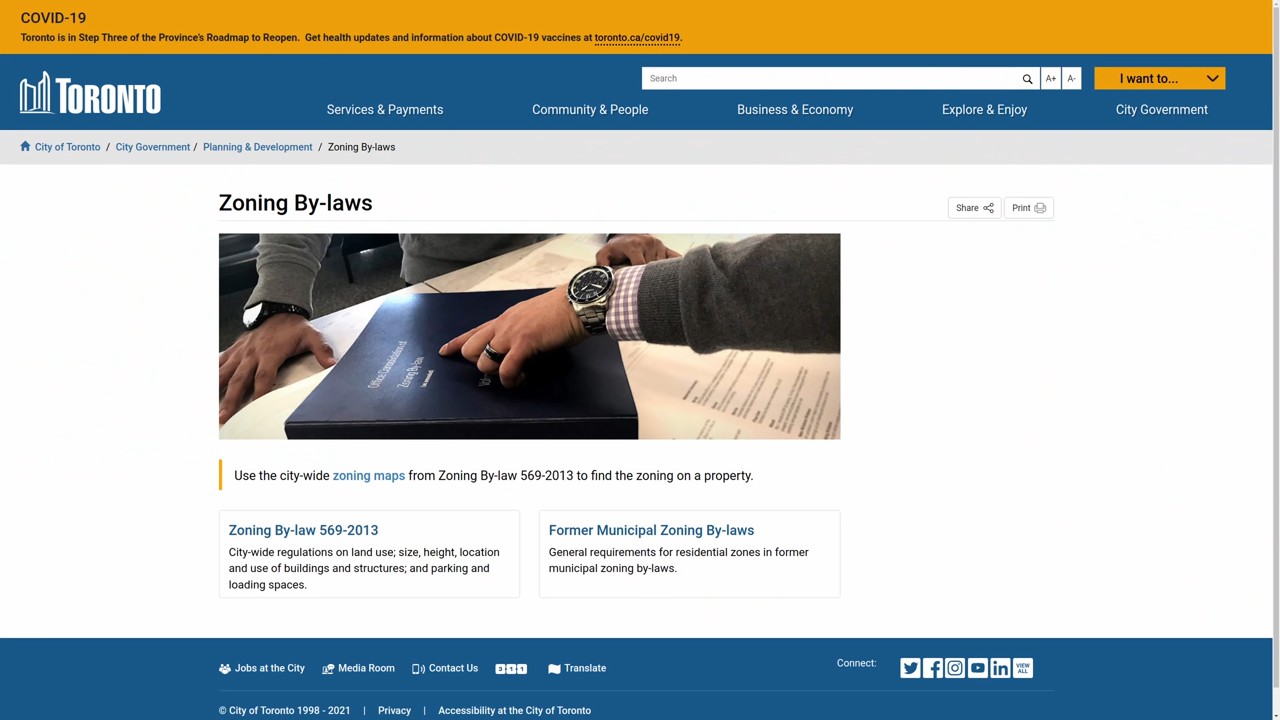 COVID-19
Toronto is in Step Three of the Province's Roadmap to Reopen. Get health updates and information about COVID-19 vaccines at toronto.ca/covid19.
TORONTO
Search
A+
A-
I want to...
Services & Payments
Community & People
Business & Economy
Explore & Enjoy
City Government
City of Toronto / City Government / Planning & Development / Zoning By-laws
Zoning By-laws
Share
Print
Office Consolidation of
Zoning By-law
Use the city-wide zoning maps from Zoning By-law 569-2013 to find the zoning on a property.
Zoning By-law 569-2013
City-wide regulations on land use; size, height, location
and use of buildings and structures; and parking and
loading spaces.
Former Municipal Zoning By-laws
General requirements for residential zones in former
municipal zoning by-laws.
Jobs at the City
Media Room
Contact Us
311
Translate
Connect:
VIEW
ALL
© City of Toronto 1998 - 2021 | Privacy | Accessibility at the City of Toronto